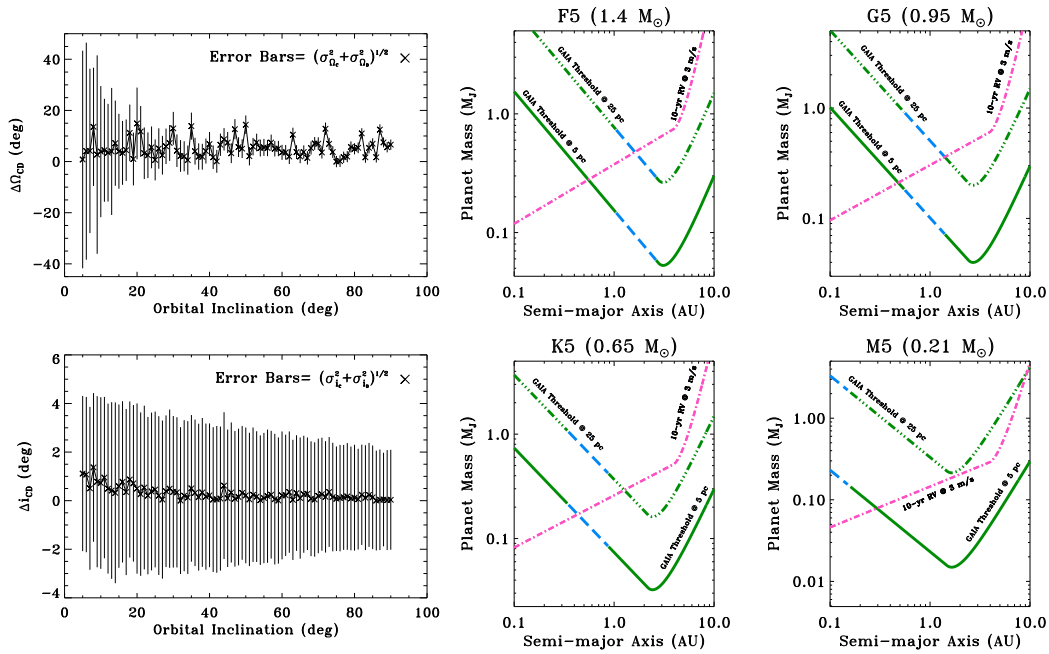 Error Bars= (σ²Ωc+σ²Ωb)1/2 ×
ΔΩCD (deg)
40
20
0
−20
−40
0 20 40 60 80 100
Orbital Inclination (deg)
F5 (1.4 M⊙)
GAIA Threshold @ 25 pc
GAIA Threshold @ 5 pc
10−yr RV @ 3 m/s
Planet Mass (MJ)
1.0
0.1
0.1 1.0 10.0
Semi−major Axis (AU)
G5 (0.95 M⊙)
GAIA Threshold @ 25 pc
GAIA Threshold @ 5 pc
10−yr RV @ 3 m/s
Planet Mass (MJ)
1.0
0.1
0.1 1.0 10.0
Semi−major Axis (AU)
Error Bars= (σ²ic+σ²ib)1/2 ×
ΔiCD (deg)
6
4
2
0
−2
−4
0 20 40 60 80 100
Orbital Inclination (deg)
K5 (0.65 M⊙)
GAIA Threshold @ 25 pc
10−yr RV @ 3 m/s
GAIA Threshold @ 5 pc
Planet Mass (MJ)
1.0
0.1
0.1 1.0 10.0
Semi−major Axis (AU)
M5 (0.21 M⊙)
GAIA Threshold @ 25 pc
10−yr RV @ 3 m/s
GAIA Threshold @ 5 pc
Planet Mass (MJ)
1.00
0.10
0.01
0.1 1.0 10.0
Semi−major Axis (AU)